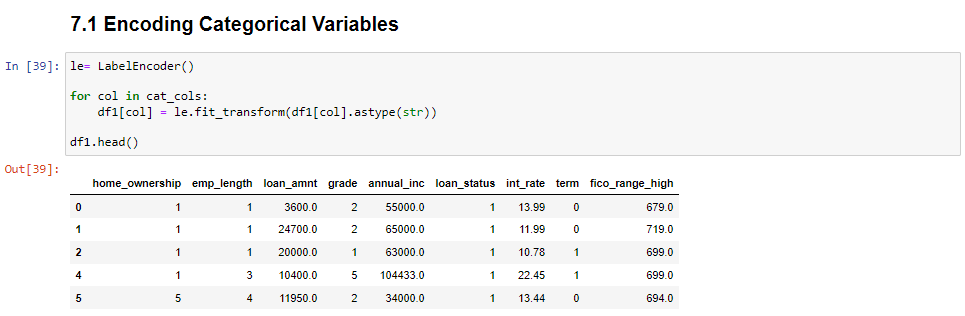 7.1 Encoding Categorical Variables
In [39]: le= LabelEncoder()
for col in cat_cols:
    df1[col] = le.fit_transform(df1[col].astype(str))
df1.head()
Out[39]:
home_ownership emp_length loan_amnt grade annual_inc loan_status int_rate term fico_range_high
0 1 1 3600.0 2 55000.0 1 13.99 0 679.0
1 1 1 24700.0 2 65000.0 1 11.99 0 719.0
2 1 1 20000.0 1 63000.0 1 10.78 1 699.0
4 1 3 10400.0 5 104433.0 1 22.45 1 699.0
5 5 4 11950.0 2 34000.0 1 13.44 0 694.0